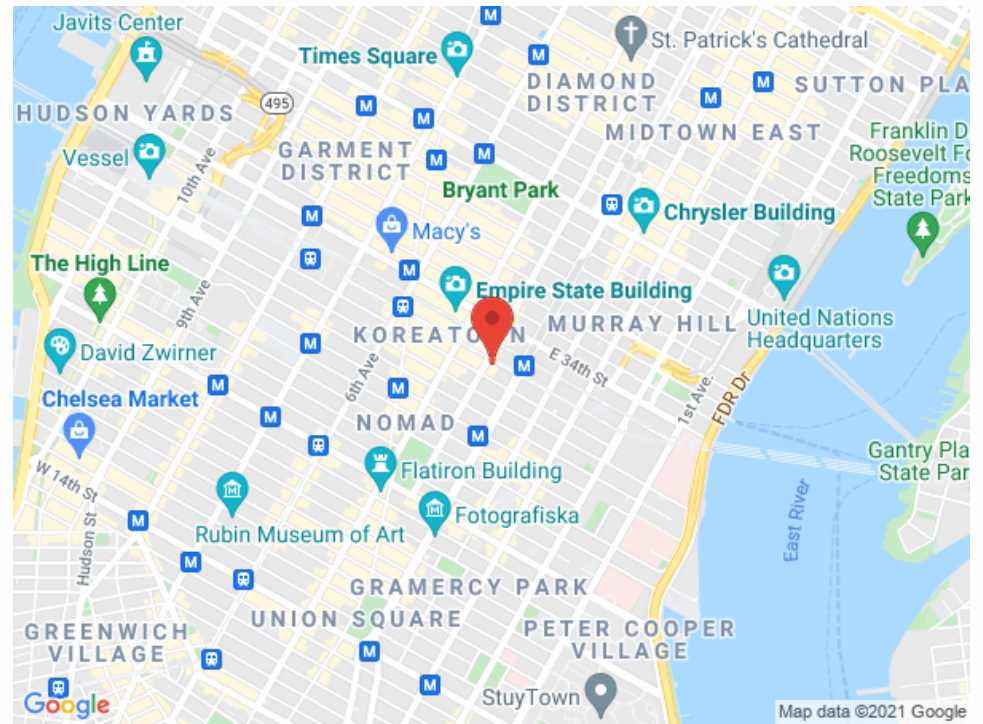 Javits Center
Times Square
St. Patrick's Cathedral
M
M
DIAMOND
DISTRICT
SUTTON PLA
HUDSON YARDS
495
M
M
M
M
MIDTOWN EAST
Franklin D
Roosevelt Fo
Freedoms
State Park
Vessel
GARMENT
DISTRICT
M
M
10th Ave
Bryant Park
Chrysler Building
M
Macy's
The High Line
M
Empire State Building
9th Ave
KOREATOWN
MURRAY HILL
United Nations
Headquarters
David Zwirner
6th Ave
M
E 34th St
M
M
1st Ave.
FDR Dr
Chelsea Market
M
NOMAD
M
Gantry Pla
State Par
Flatiron Building
W 14th St
Rubin Museum of Art
Fotografiska
East River
Hudson St
M
M
GRAMERCY PARK
UNION SQUARE
GREENWICH
VILLAGE
PETER COOPER
VILLAGE
M
M
StuyTown
Google
Map data ©2021 Google